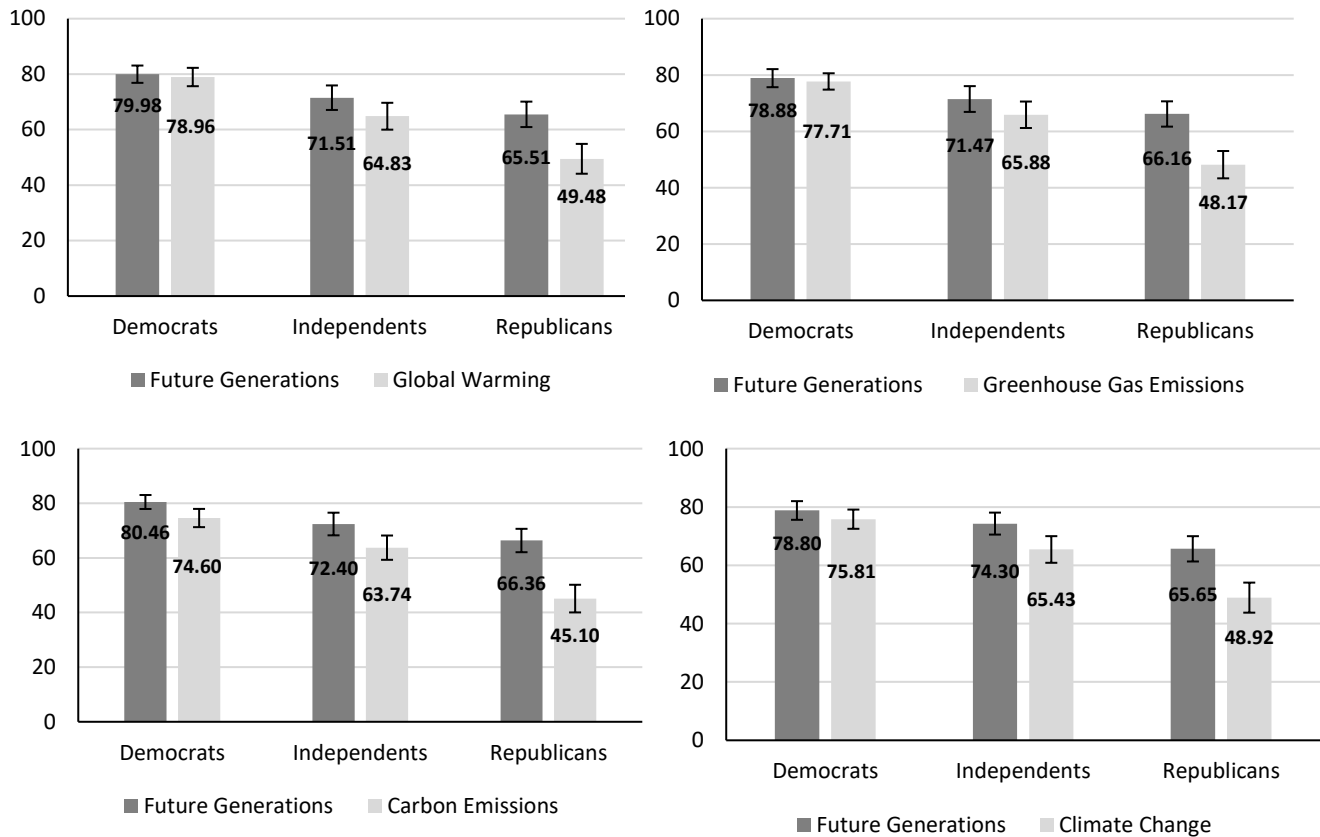 100
80
60
40
20
0
79.98
78.96
71.51
64.83
65.51
49.48
Democrats
Independents
Republicans
Future Generations
Global Warming
100
80
60
40
20
0
78.88
77.71
71.47
65.88
66.16
48.17
Democrats
Independents
Republicans
Future Generations
Greenhouse Gas Emissions
100
80
60
40
20
0
80.46
74.60
72.40
63.74
66.36
45.10
Democrats
Independents
Republicans
Future Generations
Carbon Emissions
100
80
60
40
20
0
78.80
75.81
74.30
65.43
65.65
48.92
Democrats
Independents
Republicans
Future Generations
Climate Change